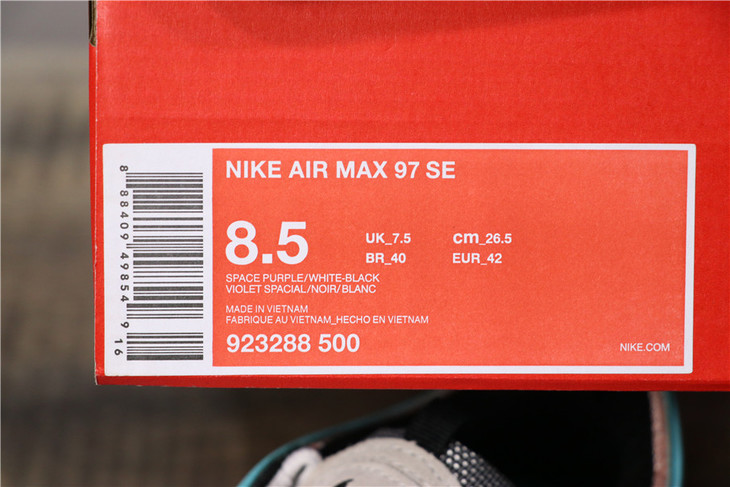 NIKE AIR MAX 97 SE
8.5
UK_7.5 cm_26.5
BR_40 EUR_42
SPACE PURPLE/WHITE-BLACK
VIOLET SPACIAL/NOIR/BLANC
MADE IN VIETNAM
FABRIQUE AU VIETNAM_HECHO EN VIETNAM
923288 500
NIKE.COM
8 88409 49854 9 16